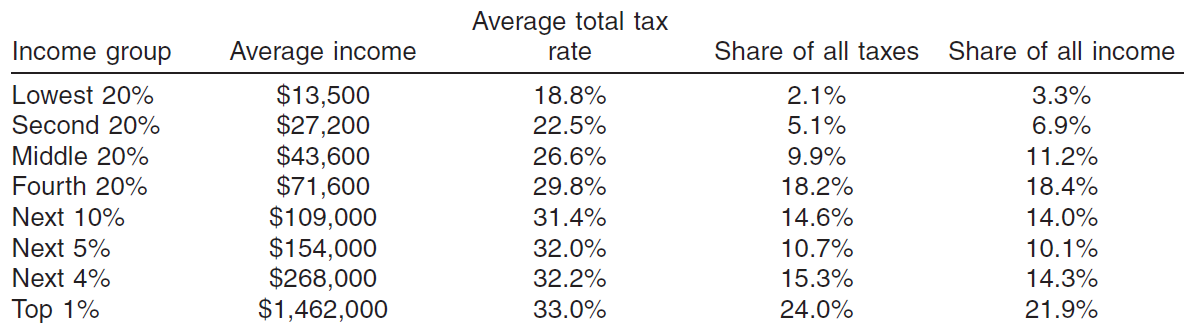 Average total tax
Income group Average income rate Share of all taxes Share of all income
Lowest 20% $13,500 18.8% 2.1% 3.3%
Second 20% $27,200 22.5% 5.1% 6.9%
Middle 20% $43,600 26.6% 9.9% 11.2%
Fourth 20% $71,600 29.8% 18.2% 18.4%
Next 10% $109,000 31.4% 14.6% 14.0%
Next 5% $154,000 32.0% 10.7% 10.1%
Next 4% $268,000 32.2% 15.3% 14.3%
Top 1% $1,462,000 33.0% 24.0% 21.9%